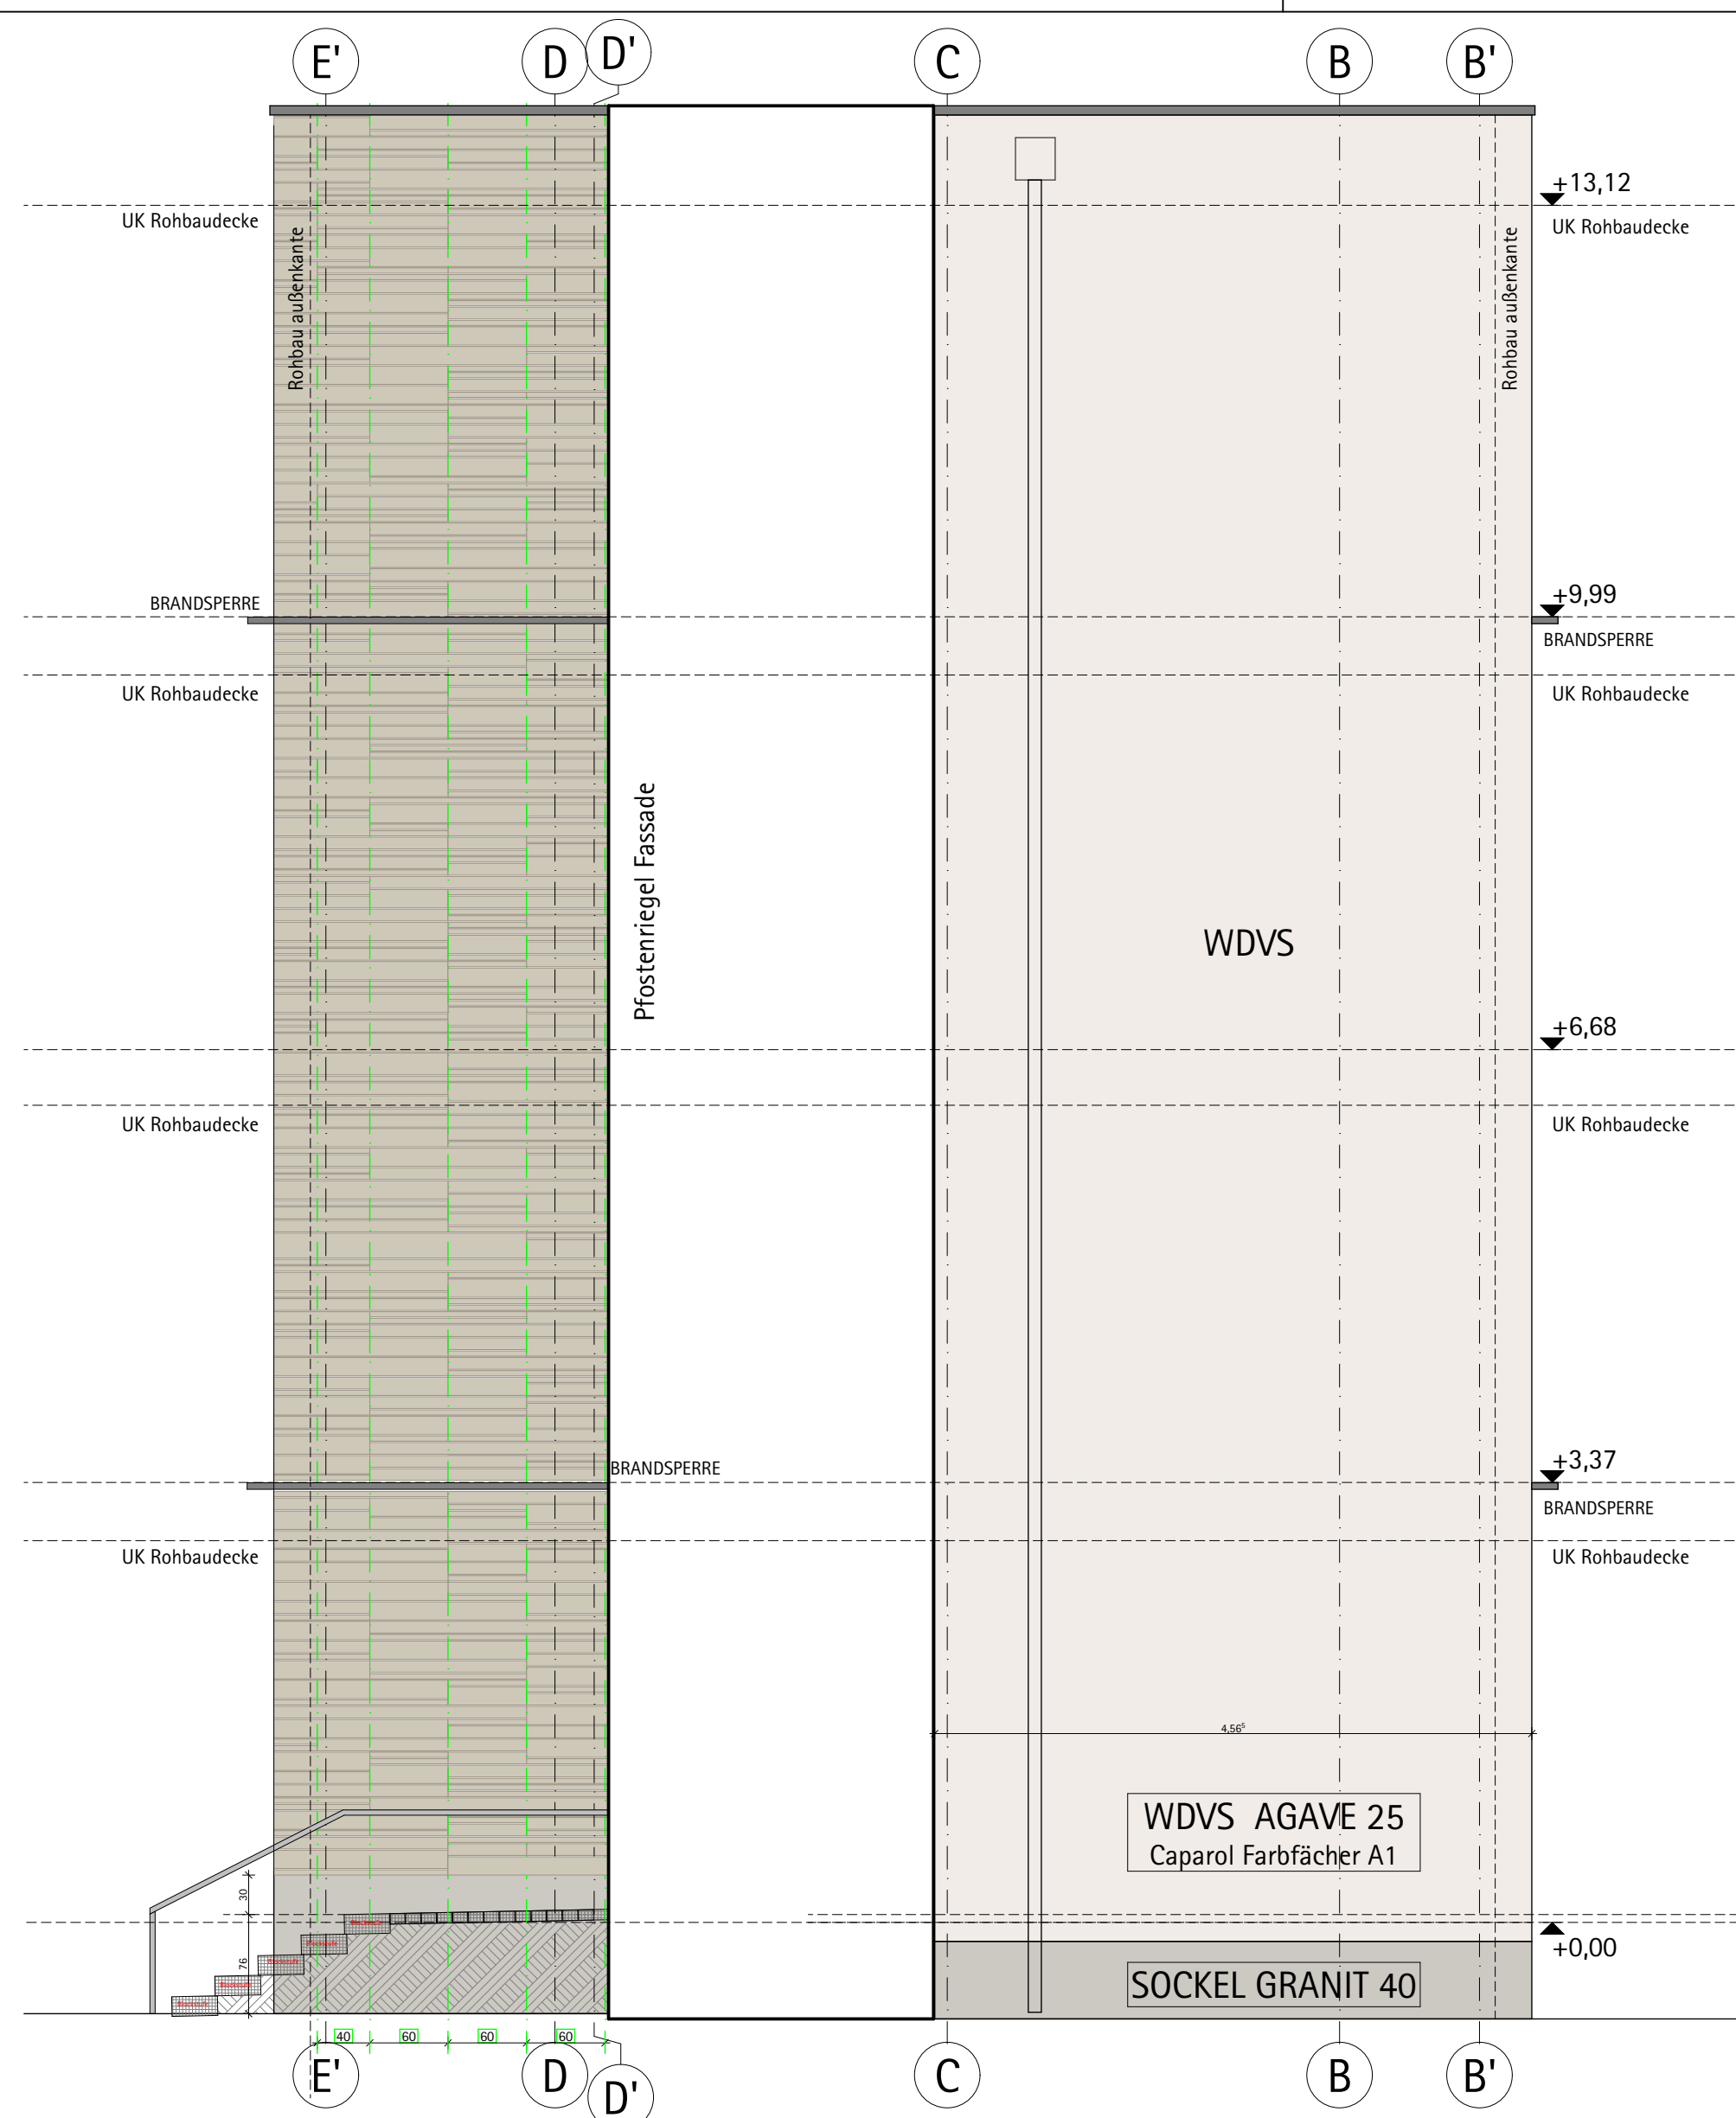 E' D D' C B B'
+13,12
UK Rohbaudecke UK Rohbaudecke
Rohbau außenkante
Rohbau außenkante
+9,99
BRANDSPERRE
BRANDSPERRE
UK Rohbaudecke UK Rohbaudecke
Pfostenriegel Fassade
WDVS
+6,68
UK Rohbaudecke UK Rohbaudecke
+3,37
BRANDSPERRE
BRANDSPERRE
UK Rohbaudecke UK Rohbaudecke
4,56⁵
WDVS AGAVE 25
Caparol Farbfächer A1
30
+0,00
76
SOCKEL GRANIT 40
40 60 60 60
E' D D' C B B'